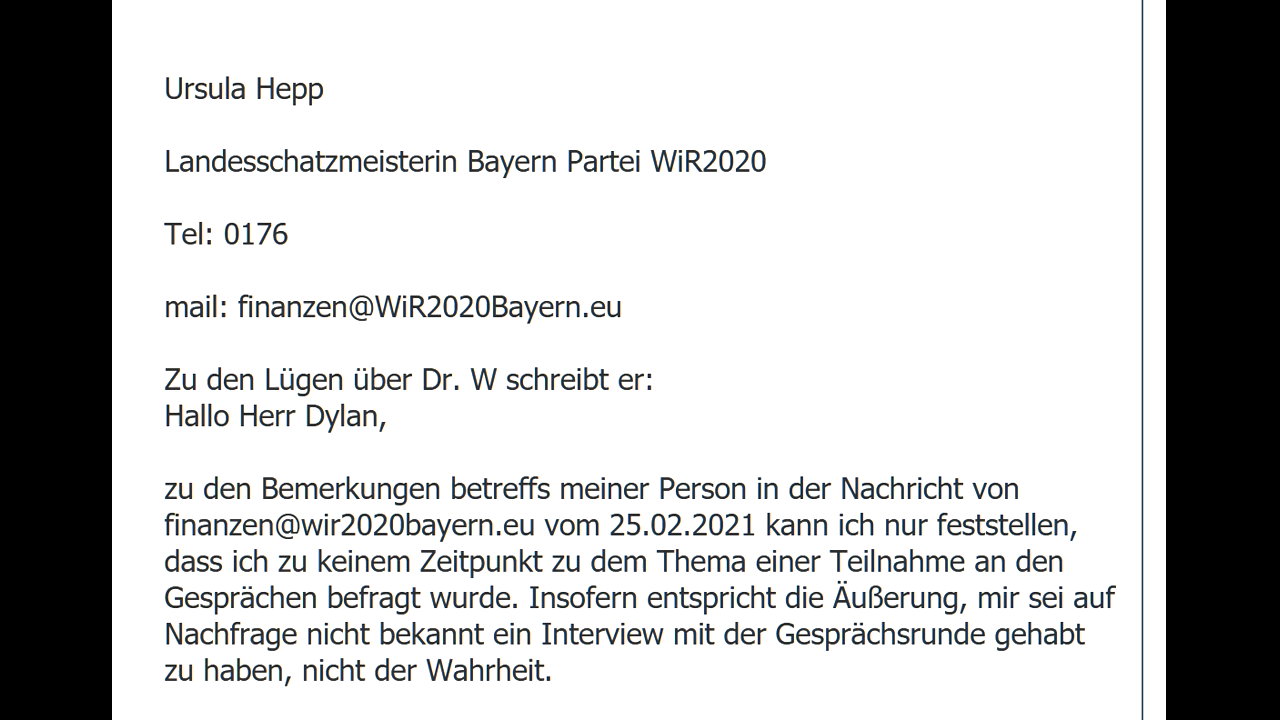 Ursula Hepp
Landesschatzmeisterin Bayern Partei WiR2020
Tel: 0176
mail: finanzen@WiR2020Bayern.eu
Zu den Lügen über Dr. W schreibt er:
Hallo Herr Dylan,
zu den Bemerkungen betreffs meiner Person in der Nachricht von
finanzen@wir2020bayern.eu vom 25.02.2021 kann ich nur feststellen,
dass ich zu keinem Zeitpunkt zu dem Thema einer Teilnahme an den
Gesprächen befragt wurde. Insofern entspricht die Äußerung, mir sei auf
Nachfrage nicht bekannt ein Interview mit der Gesprächsrunde gehabt
zu haben, nicht der Wahrheit.